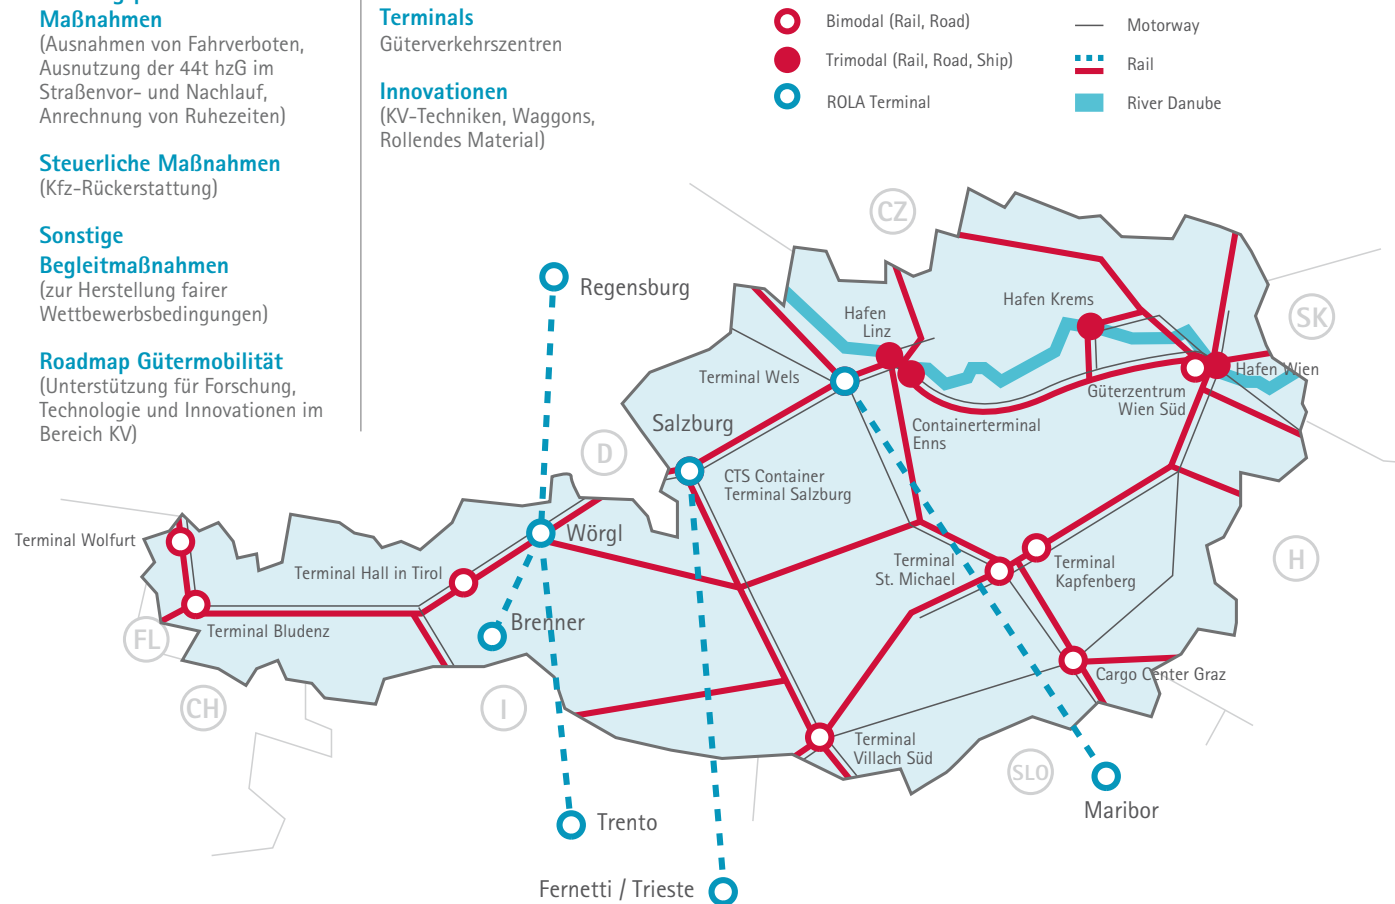 Maßnahmen
(Ausnahmen von Fahrverboten,
Ausnutzung der 44t hzG im
Straßenvor- und Nachlauf,
Anrechnung von Ruhezeiten)
Steuerliche Maßnahmen
(Kfz-Rückerstattung)
Sonstige
Begleitmaßnahmen
(zur Herstellung fairer
Wettbewerbsbedingungen)
Roadmap Gütermobilität
(Unterstützung für Forschung,
Technologie und Innovationen im
Bereich KV)
Terminals
Güterverkehrszentren
Innovationen
(KV-Techniken, Waggons,
Rollendes Material)
Bimodal (Rail, Road)
Trimodal (Rail, Road, Ship)
ROLA Terminal
Motorway
Rail
River Danube
CZ
SK
Regensburg
Hafen
Linz
Hafen Krems
Hafen Wien
Terminal Wels
Güterzentrum
Wien Süd
Salzburg
Containerterminal
Enns
D
CTS Container
Terminal Salzburg
Terminal Wolfurt
Wörgl
Terminal Hall in Tirol
Terminal
St. Michael
Terminal
Kapfenberg
H
Brenner
Terminal Bludenz
FL
Cargo Center Graz
CH
I
Terminal
Villach Süd
SLO
Maribor
Trento
Fernetti / Trieste